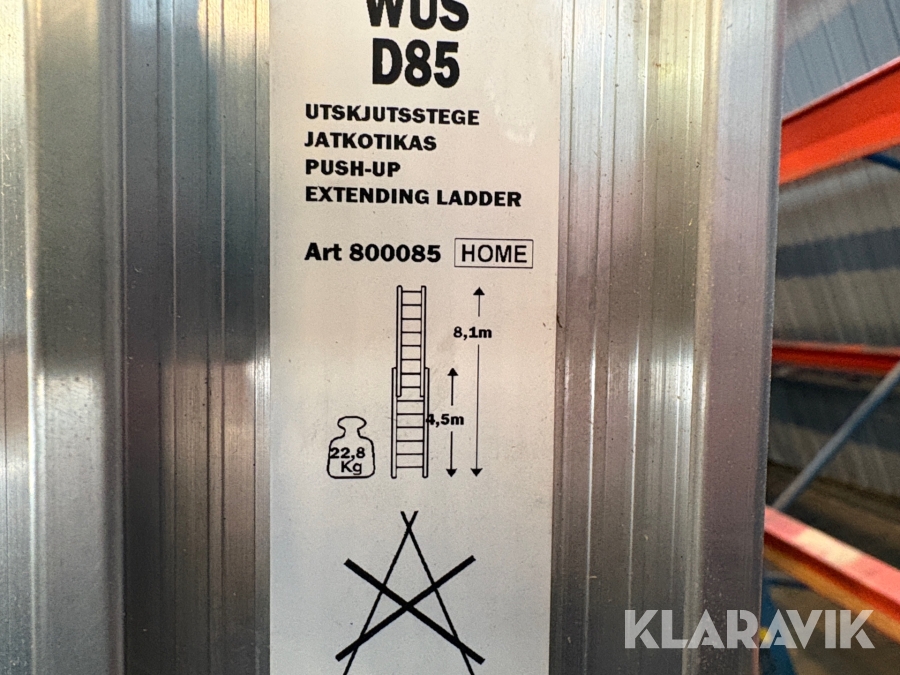 WUS
D85
UTSKJUTSSTEGE
JATKOTIKAS
PUSH-UP
EXTENDING LADDER
Art 800085 HOME
8,1m
4,5m
22,8
Kg
KLARAVIK